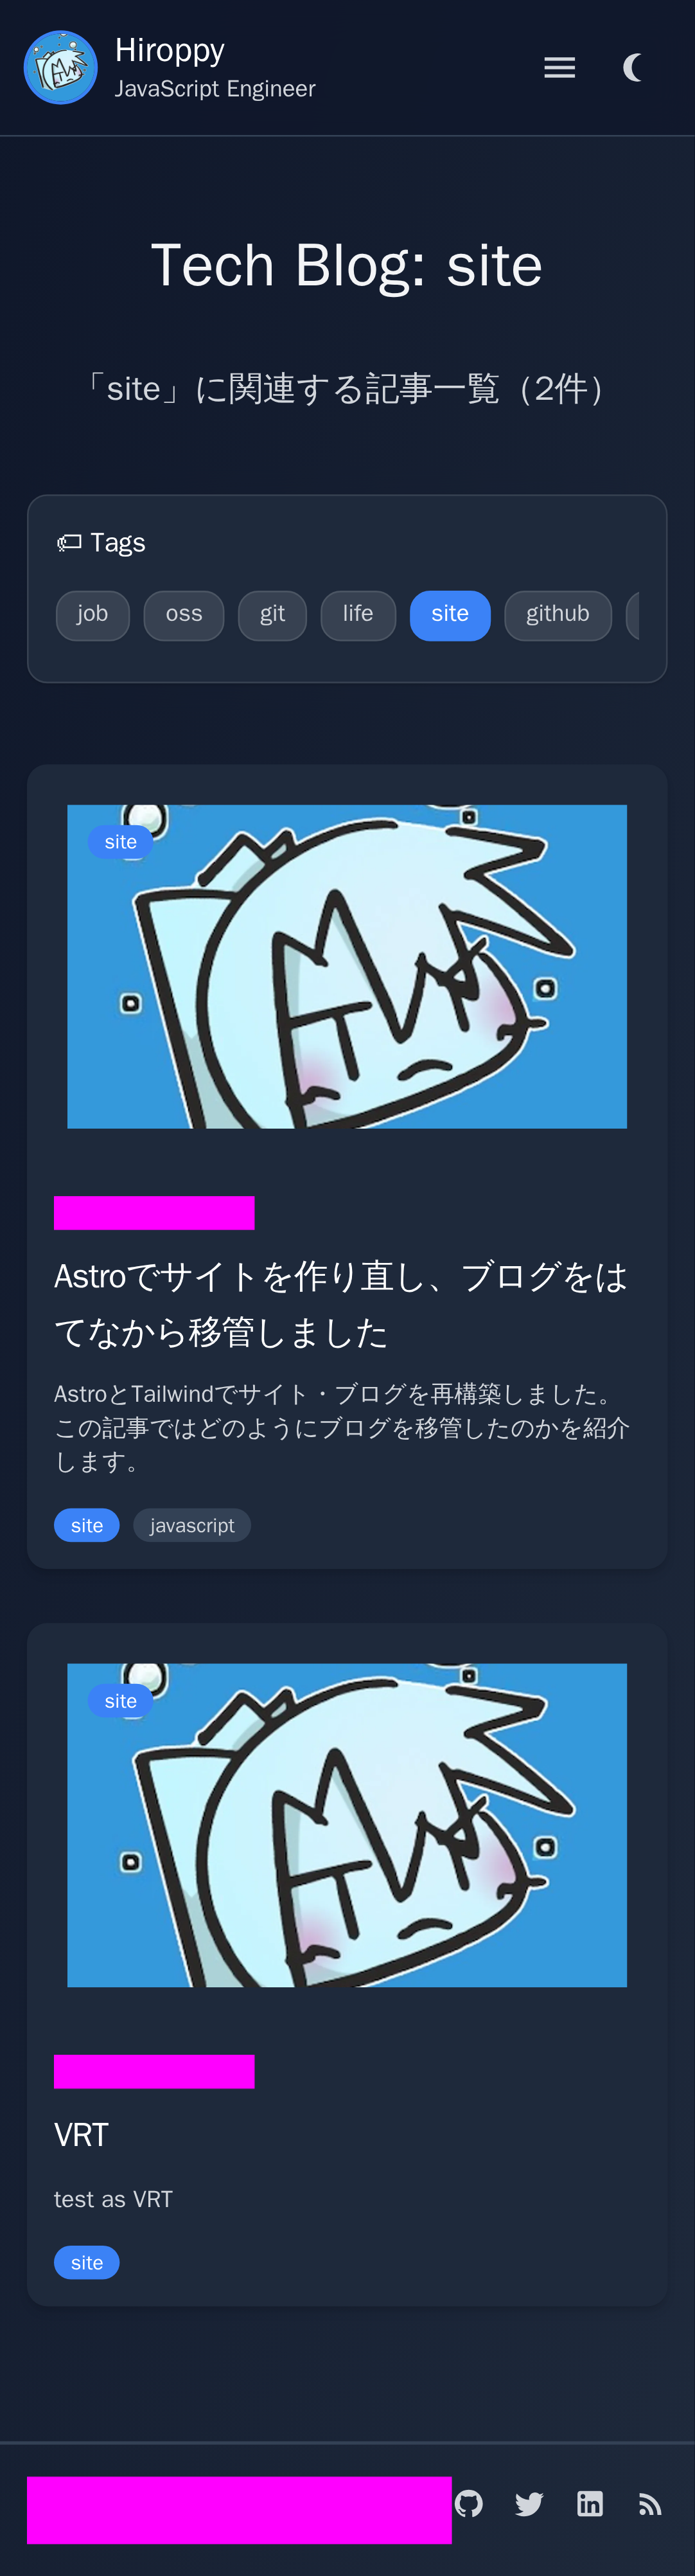 Hiroppy
JavaScript Engineer
Tech Blog: site
「site」に関連する記事一覧（2件）
🏷 Tags
job oss git life site github
site
Astroでサイトを作り直し、ブログをは
てなから移管しました
AstroとTailwindでサイト・ブログを再構築しました。
この記事ではどのようにブログを移管したのかを紹介
します。
site javascript
site
VRT
test as VRT
site